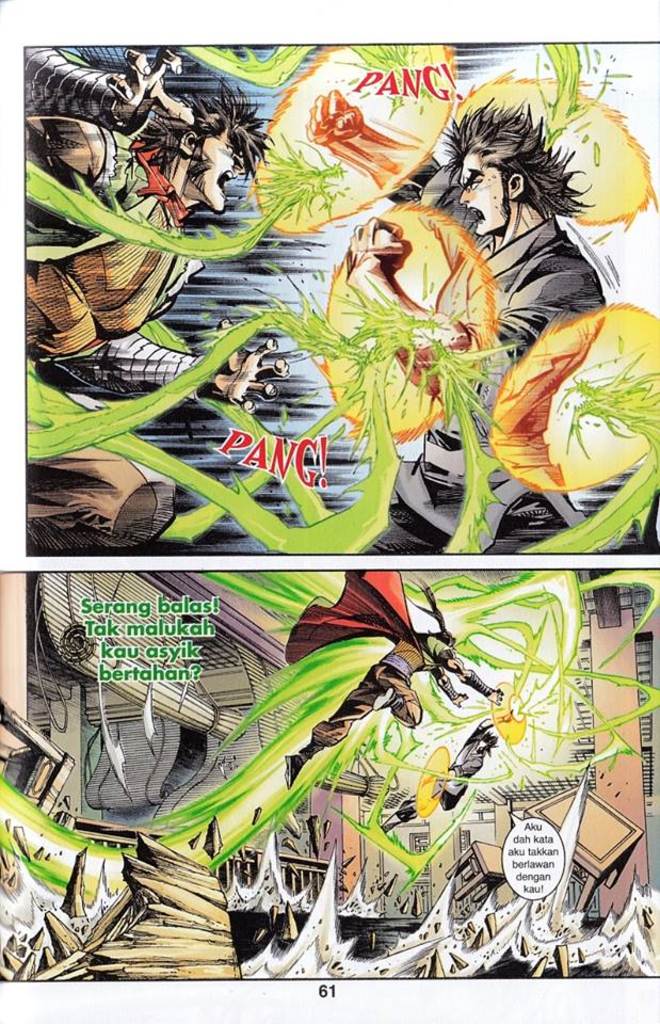 PANG!
PANG!
Serang balas!
Tak malukah
kau asyik
bertahan?
Aku
dah kata
aku takkan
berlawan
dengan
kau!
61